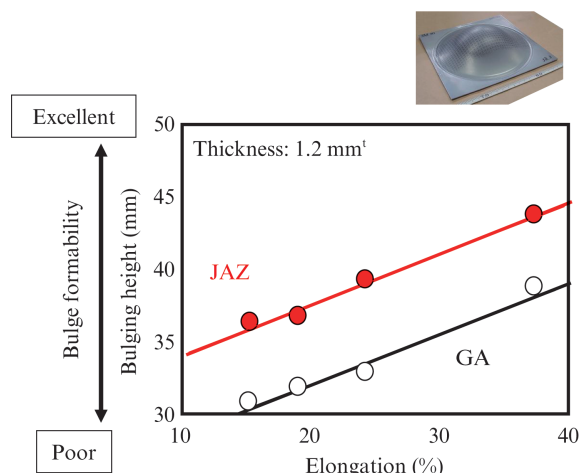 Excellent
Bulge formability
Poor
Bulging height (mm)
50
45
40
35
30
Thickness: 1.2 mmᵗ
JAZ
GA
10
20
30
40
Elongation (%)